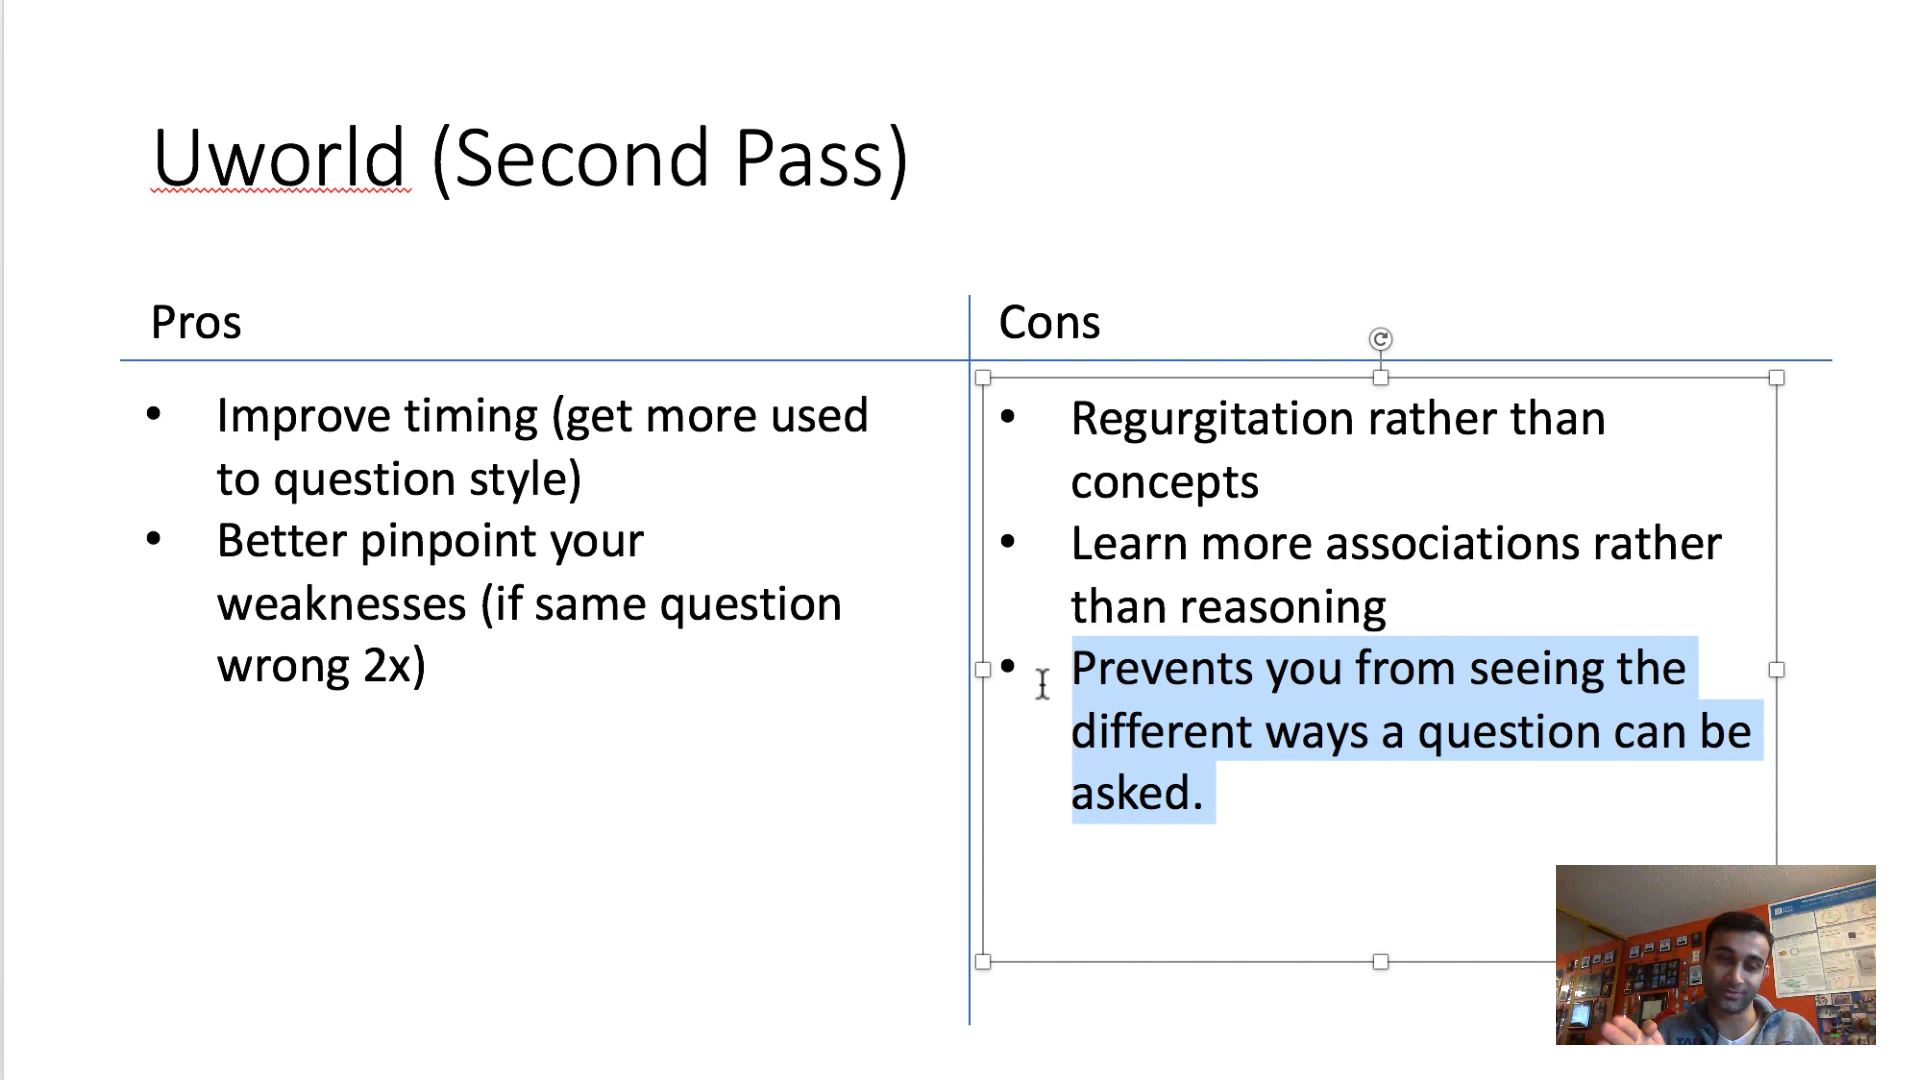 Uworld (Second Pass)
Pros
• Improve timing (get more used
to question style)
• Better pinpoint your
weaknesses (if same question
wrong 2x)
Cons
• Regurgitation rather than
concepts
• Learn more associations rather
than reasoning
• Prevents you from seeing the
different ways a question can be
asked.